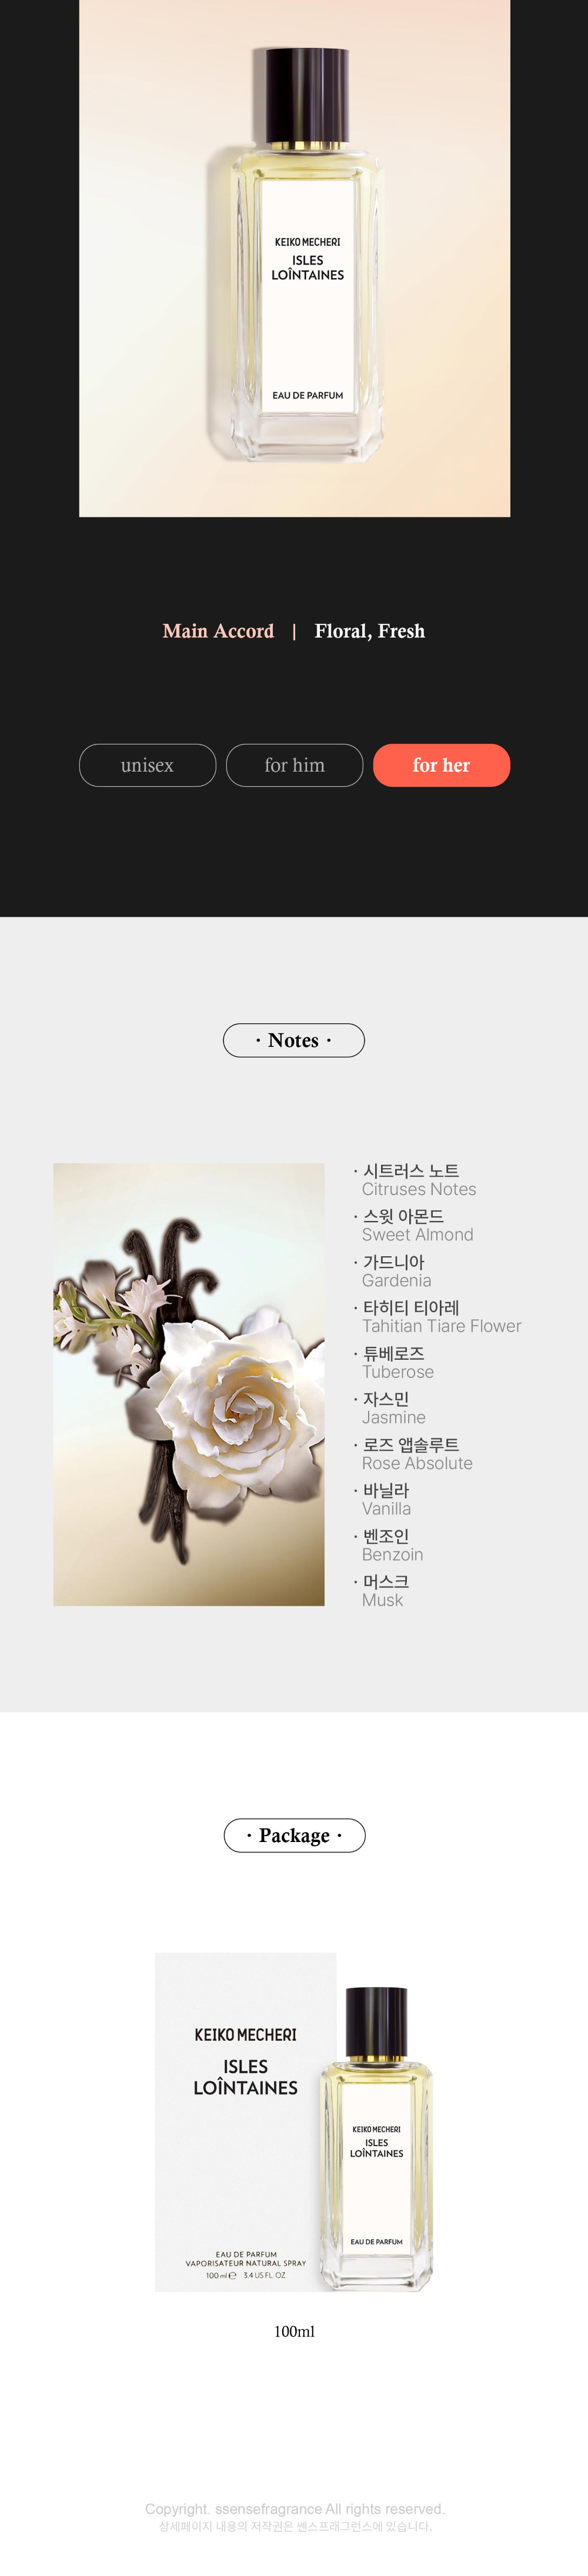 KEIKO MECHERI
ISLES
LOÎNTAINES
EAU DE PARFUM
Main Accord | Floral, Fresh
unisex
for him
for her
· Notes ·
· 시트러스 노트
Citruses Notes
· 스윗 아몬드
Sweet Almond
· 가드니아
Gardenia
· 타히티 티아레
Tahitian Tiare Flower
· 튜베로즈
Tuberose
· 자스민
Jasmine
· 로즈 앱솔루트
Rose Absolute
· 바닐라
Vanilla
· 벤조인
Benzoin
· 머스크
Musk
· Package ·
KEIKO MECHERI
ISLES
LOÎNTAINES
EAU DE PARFUM
VAPORISATEUR NATURAL SPRAY
100 ml ℮ 3.4 US FL OZ
KEIKO MECHERI
ISLES
LOÎNTAINES
EAU DE PARFUM
100ml
Copyright. ssensefragrance All rights reserved.
상세페이지 내용의 저작권은 쎈스프래그런스에 있습니다.